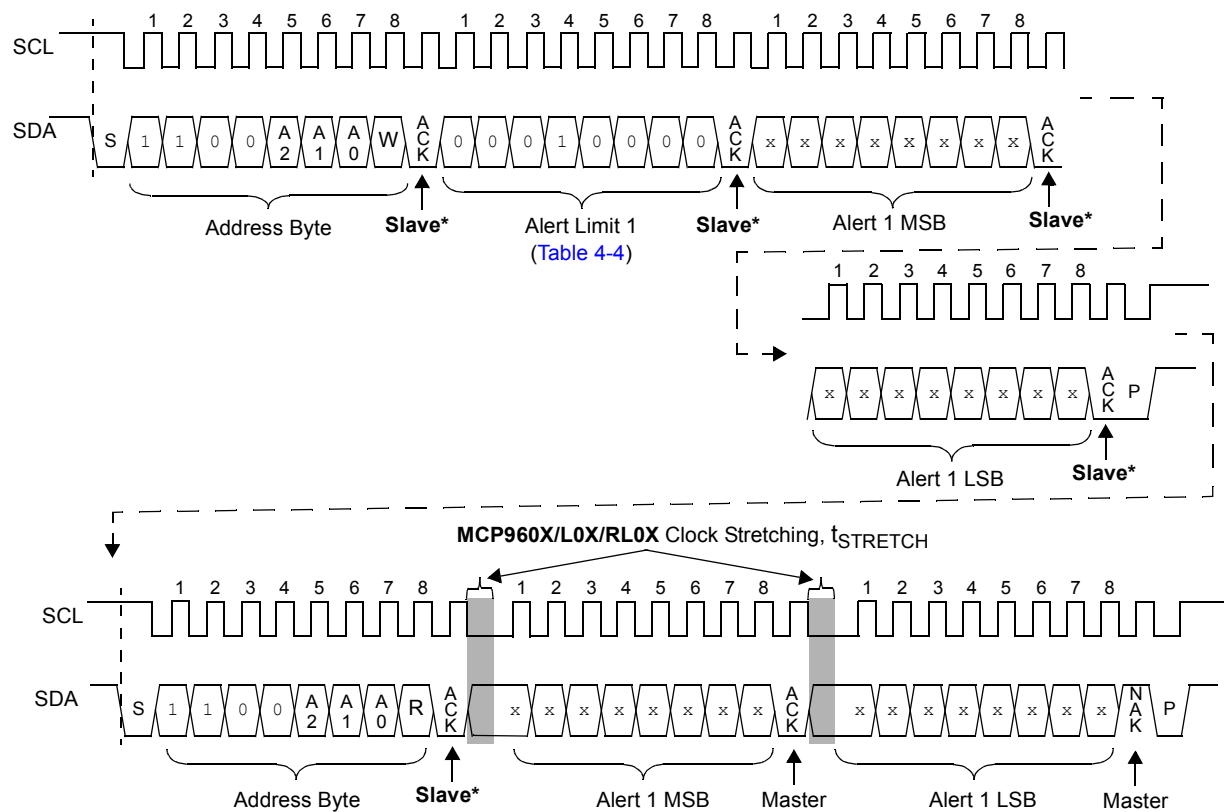 1 2 3 4 5 6 7 8 1 2 3 4 5 6 7 8 1 2 3 4 5 6 7 8
SCL
SDA S 1 1 0 0 A2 A1 A0 W ACK 0 0 0 1 0 0 0 0 ACK x x x x x x x x ACK
Address Byte Slave* Alert Limit 1 Slave* Alert 1 MSB Slave*
(Table 4-4)
1 2 3 4 5 6 7 8
x x x x x x x x ACK P
Alert 1 LSB Slave*
MCP960X/L0X/RL0X Clock Stretching, tSTRETCH
1 2 3 4 5 6 7 8 1 2 3 4 5 6 7 8 1 2 3 4 5 6 7 8
SCL
SDA S 1 1 0 0 A2 A1 A0 R ACK x x x x x x x x ACK x x x x x x x x NAK P
Address Byte Slave* Alert 1 MSB Master Alert 1 LSB Master